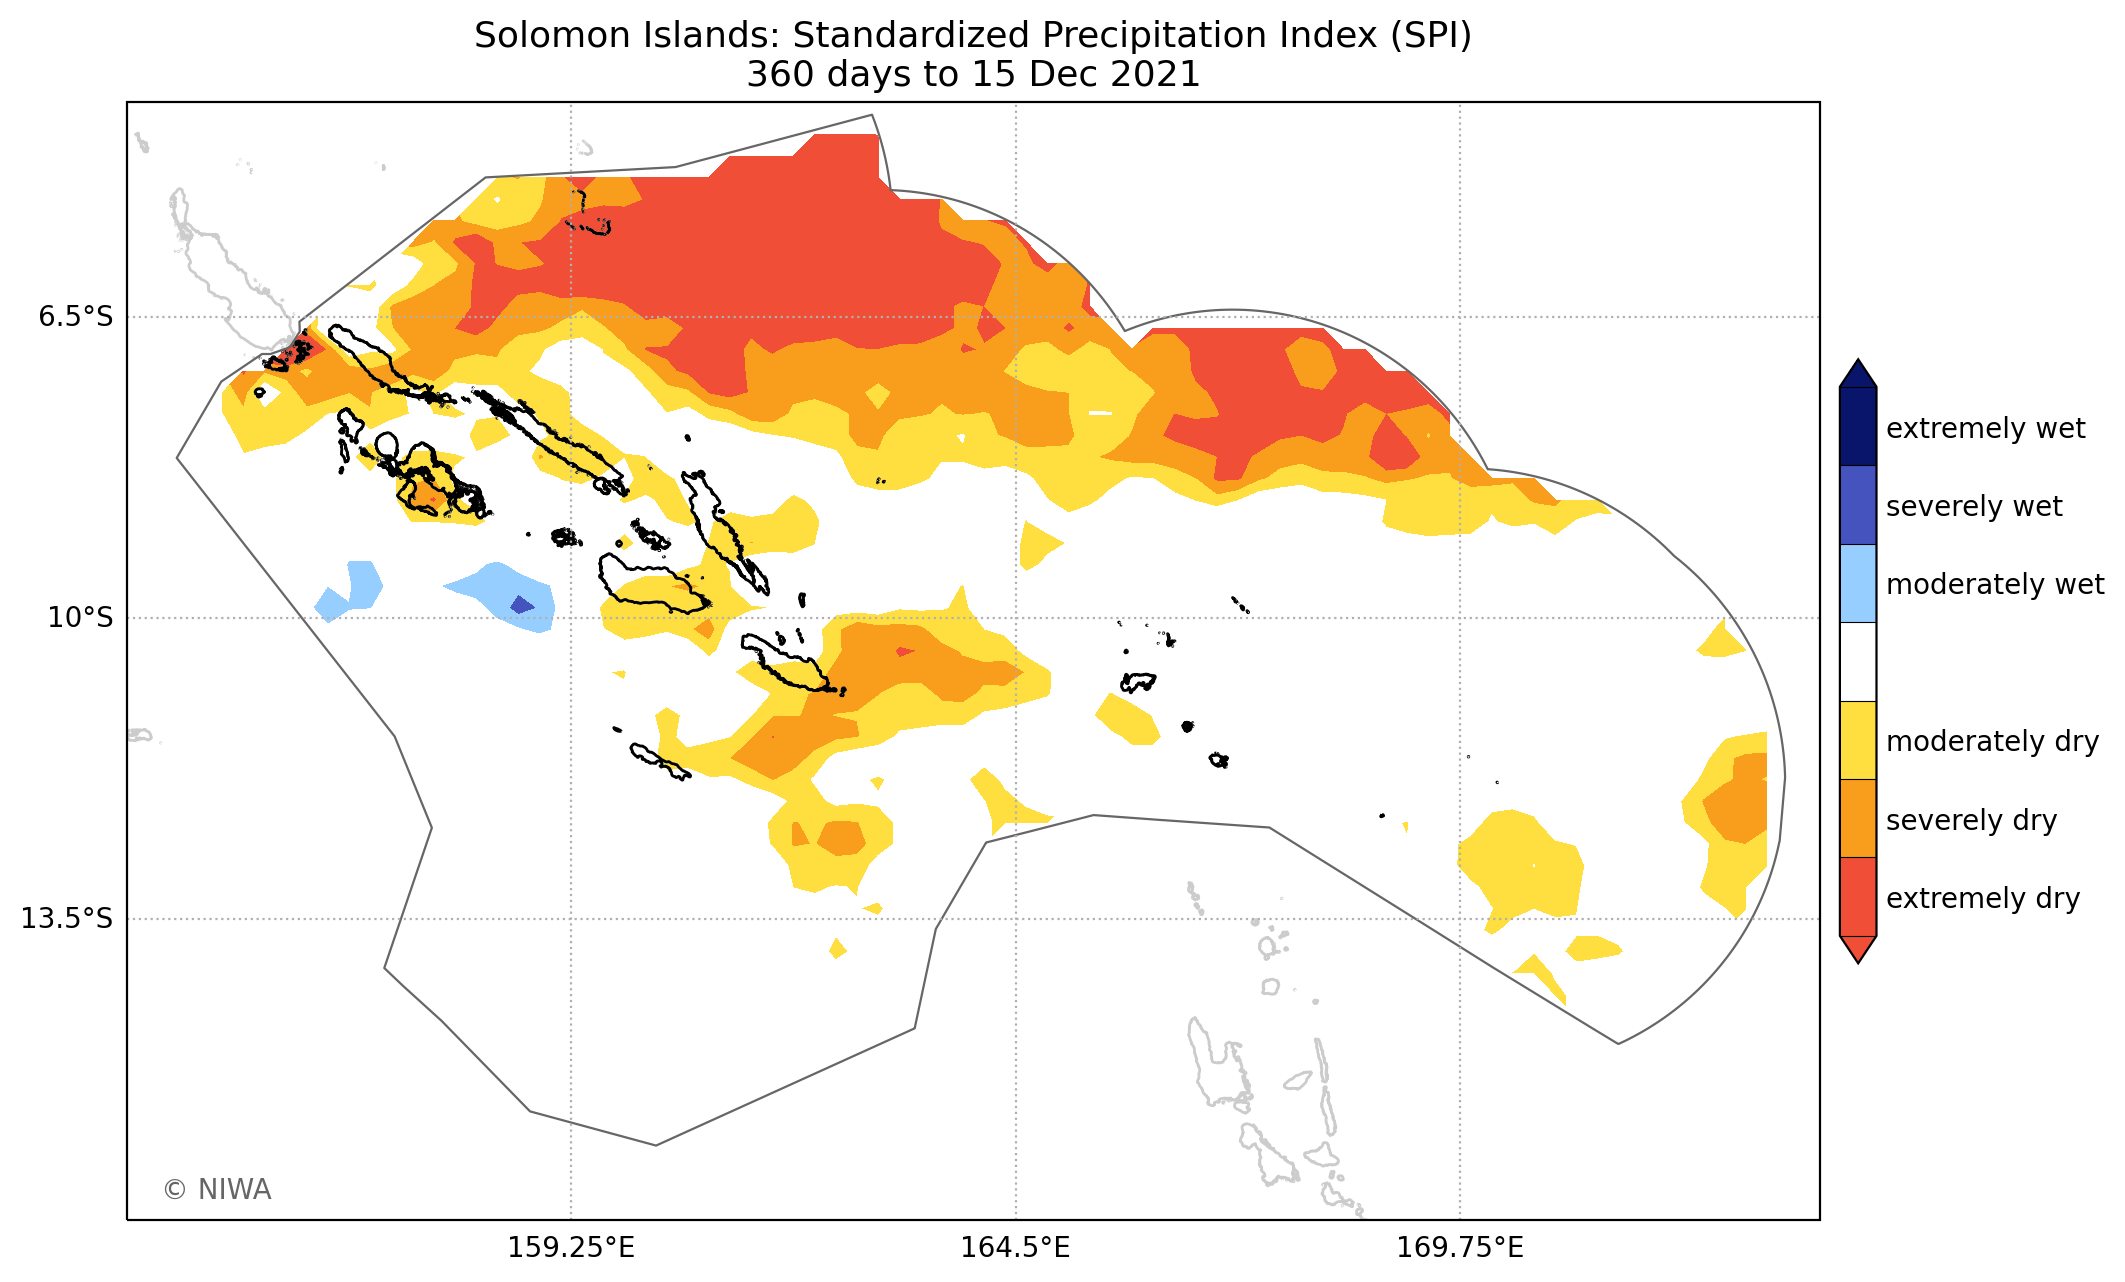 Solomon Islands: Standardized Precipitation Index (SPI)
360 days to 15 Dec 2021
6.5°S
10°S
13.5°S
159.25°E
164.5°E
169.75°E
extremely wet
severely wet
moderately wet
moderately dry
severely dry
extremely dry
© NIWA